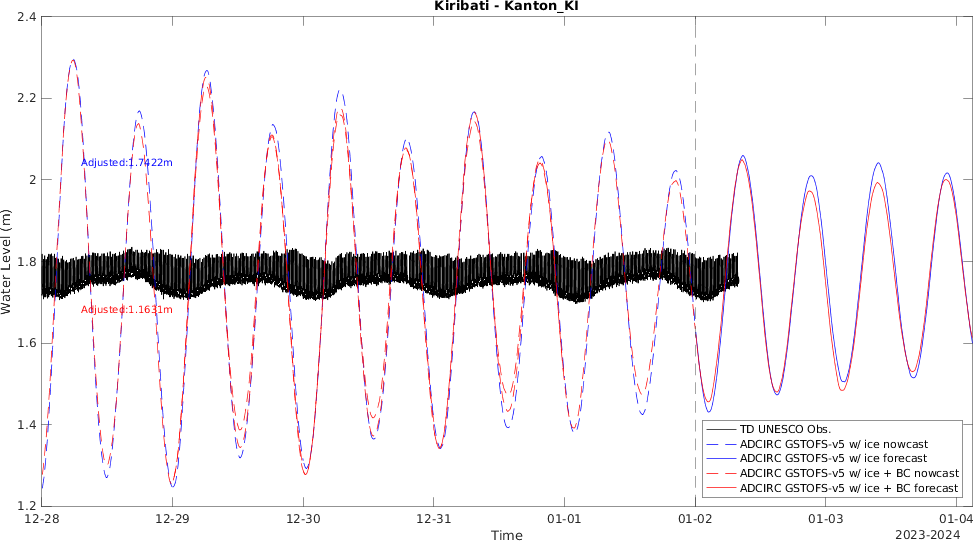 Kiribati - Kanton_KI
2.4
2.2
2
1.8
1.6
1.4
1.2
Water Level (m)
Adjusted:1.7422m
Adjusted:1.1631m
TD UNESCO Obs.
ADCIRC GSTOFS-v5 w/ ice nowcast
ADCIRC GSTOFS-v5 w/ ice forecast
ADCIRC GSTOFS-v5 w/ ice + BC nowcast
ADCIRC GSTOFS-v5 w/ ice + BC forecast
12-28 12-29 12-30 12-31 01-01 01-02 01-03 01-04
Time
2023-2024